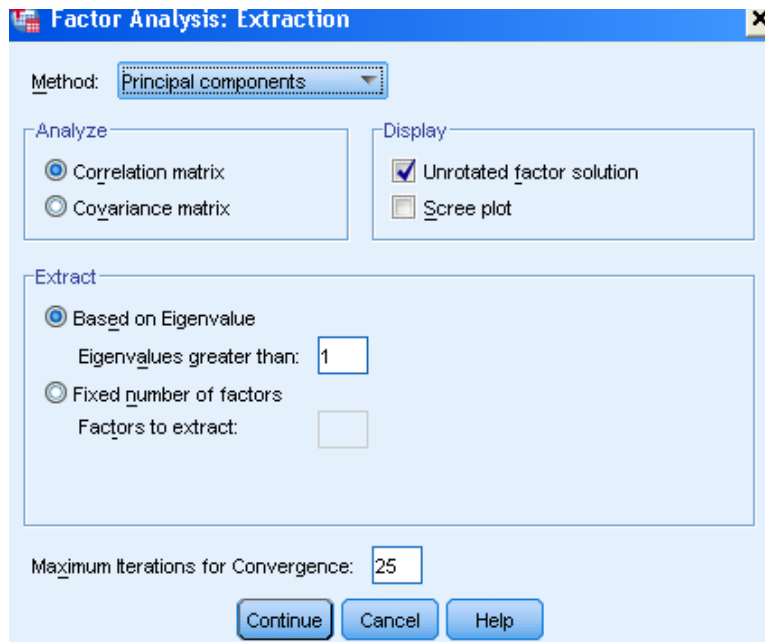 Factor Analysis: Extraction
Method: Principal components
Analyze
Correlation matrix
Covariance matrix
Display
Unrotated factor solution
Scree plot
Extract
Based on Eigenvalue
Eigenvalues greater than: 1
Fixed number of factors
Factors to extract:
Maximum Iterations for Convergence: 25
Continue Cancel Help